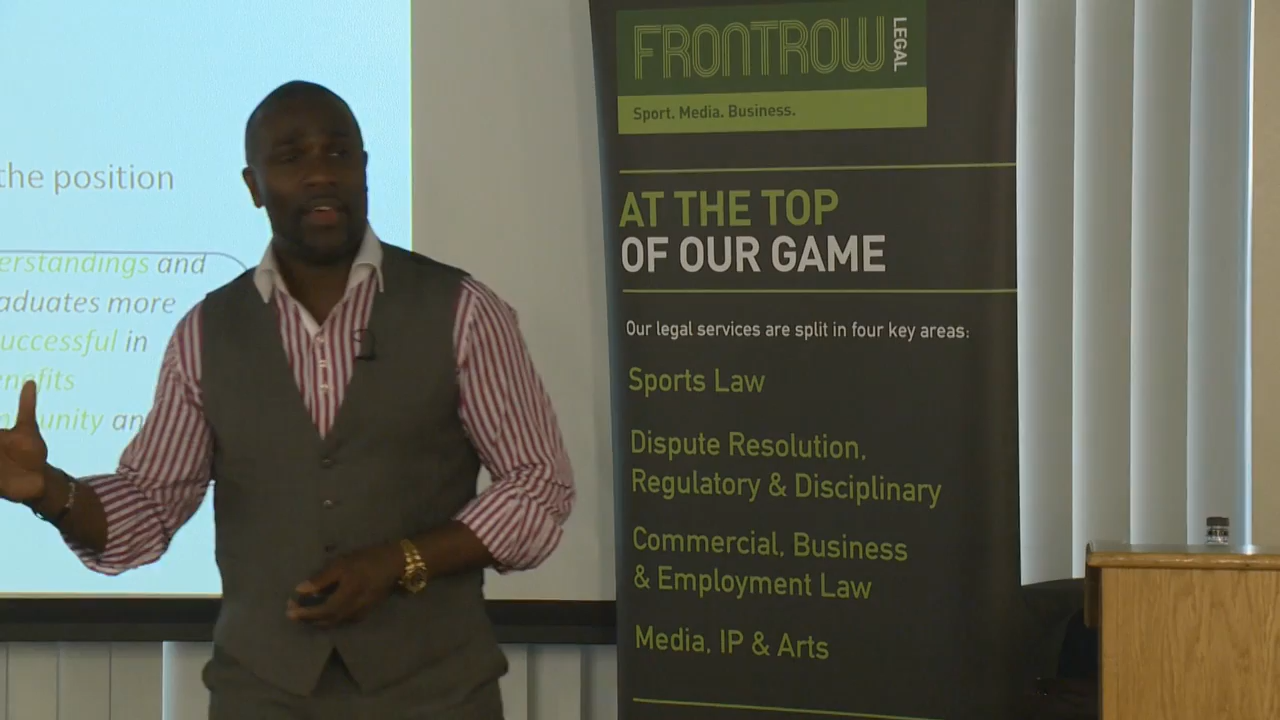 the position
erstandings and
aduates more
uccessful in
nefits
unity an
FRONTROW
LEGAL
Sport. Media. Business.
AT THE TOP
OF OUR GAME
Our legal services are split in four key areas:
Sports Law
Dispute Resolution,
Regulatory & Disciplinary
Commercial, Business
& Employment Law
Media, IP & Arts